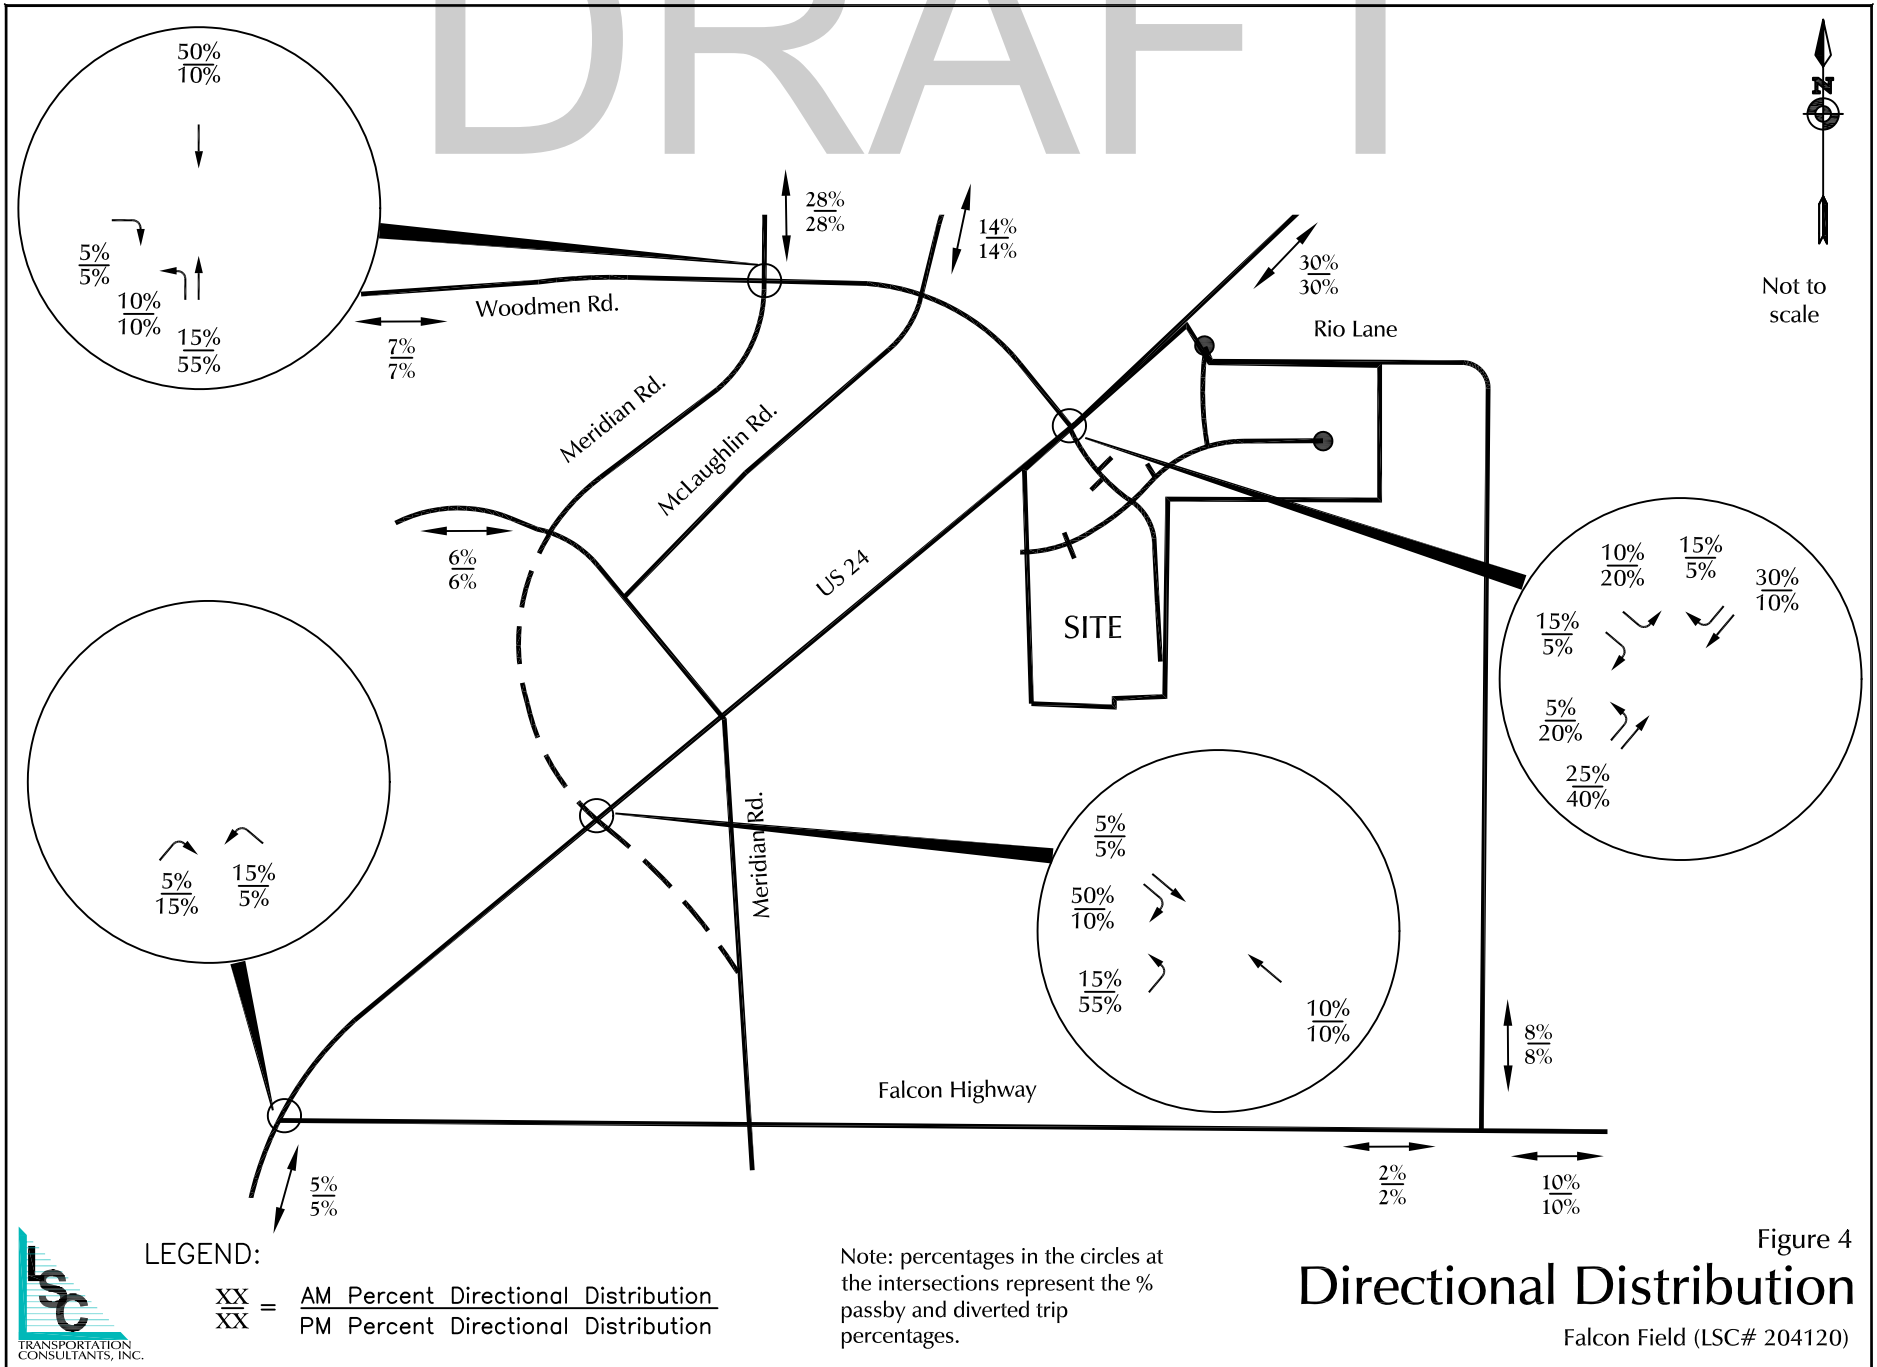 DRAFT
50%
10%
5%
5%
10%
10%
15%
55%
28%
28%
14%
14%
30%
30%
N
Not to
scale
Woodmen Rd.
7%
7%
Rio Lane
Meridian Rd.
McLaughlin Rd.
6%
6%
US 24
SITE
10%
20%
15%
5%
30%
10%
15%
5%
5%
20%
25%
40%
5%
15%
15%
5%
Meridian Rd.
5%
5%
50%
10%
15%
55%
10%
10%
8%
8%
Falcon Highway
2%
2%
10%
10%
5%
5%
LSC
TRANSPORTATION
CONSULTANTS, INC.
LEGEND:
XX
XX
=
AM Percent Directional Distribution
PM Percent Directional Distribution
Note: percentages in the circles at
the intersections represent the %
passby and diverted trip
percentages.
Figure 4
Directional Distribution
Falcon Field (LSC# 204120)